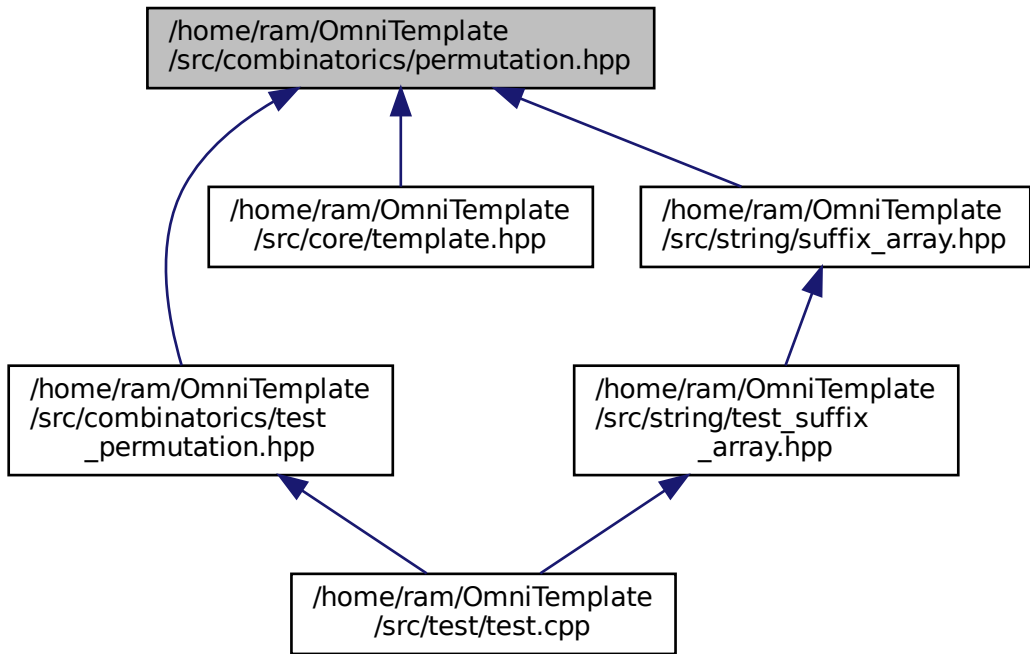 /home/ram/OmniTemplate
/src/combinatorics/permutation.hpp
/home/ram/OmniTemplate
/src/core/template.hpp
/home/ram/OmniTemplate
/src/string/suffix_array.hpp
/home/ram/OmniTemplate
/src/combinatorics/test
_permutation.hpp
/home/ram/OmniTemplate
/src/string/test_suffix
_array.hpp
/home/ram/OmniTemplate
/src/test/test.cpp